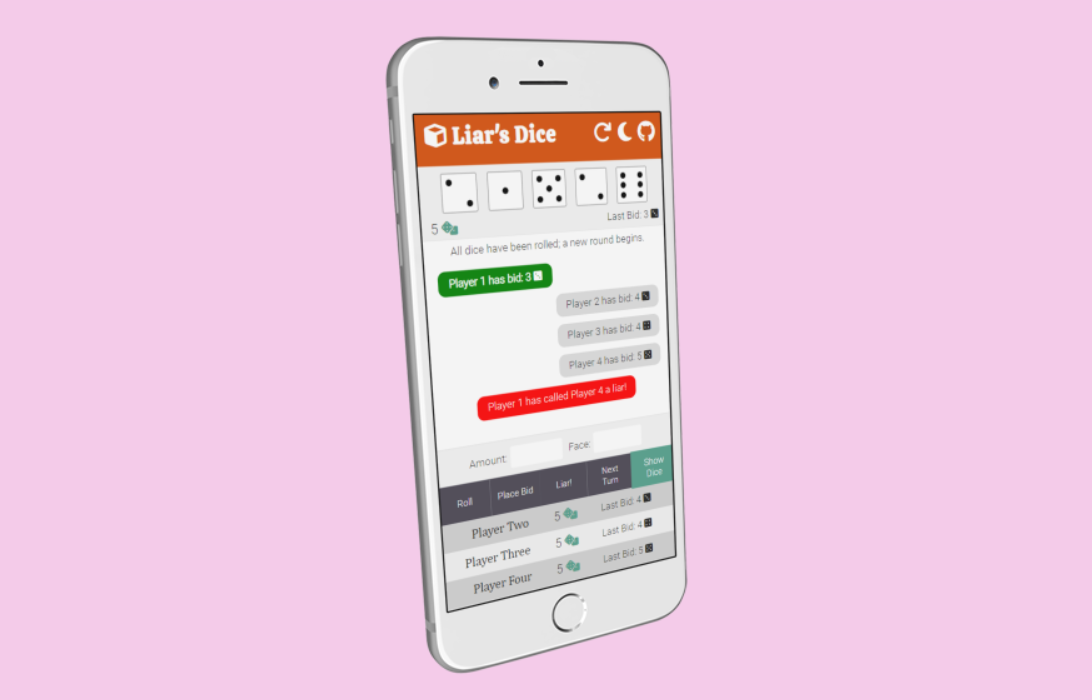 Liar's Dice
5
Last Bid: 3
All dice have been rolled; a new round begins.
Player 1 has bid: 3
Player 2 has bid: 4
Player 3 has bid: 4
Player 4 has bid: 5
Player 1 has called Player 4 a liar!
Amount:
Face:
Roll
Place Bid
Liar!
Next
Turn
Show
Dice
Player Two
5
Last Bid: 4
Player Three
5
Last Bid: 4
Player Four
5
Last Bid: 5